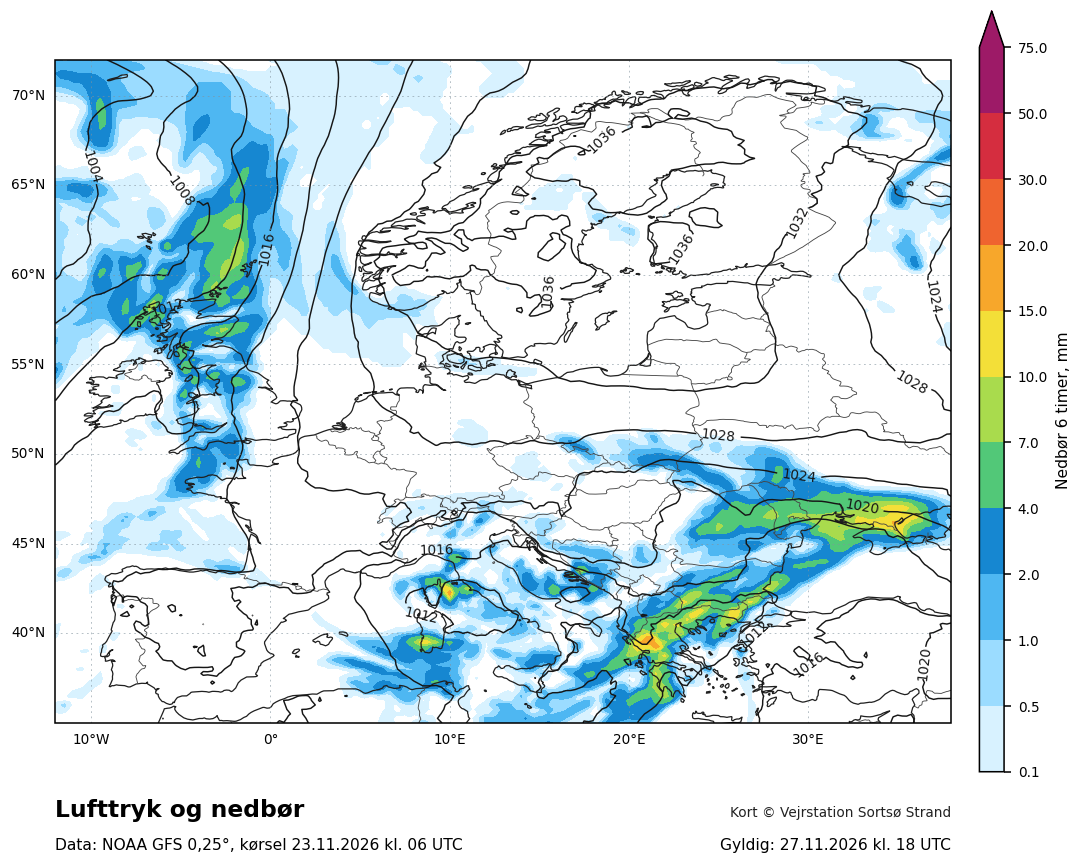 75.0
50.0
30.0
20.0
15.0
10.0
7.0
4.0
2.0
1.0
0.5
0.1
Nedbør 6 timer, mm
70°N
65°N
60°N
55°N
50°N
45°N
40°N
10°W
0°
10°E
20°E
30°E
1004
1008
1016
1012
1036
1036
1036
1032
1024
1028
1028
1024
1020
1016
1012
1012
1016
1020
Lufttryk og nedbør
Kort © Vejrstation Sortsø Strand
Data: NOAA GFS 0,25°, kørsel 23.11.2026 kl. 06 UTC
Gyldig: 27.11.2026 kl. 18 UTC